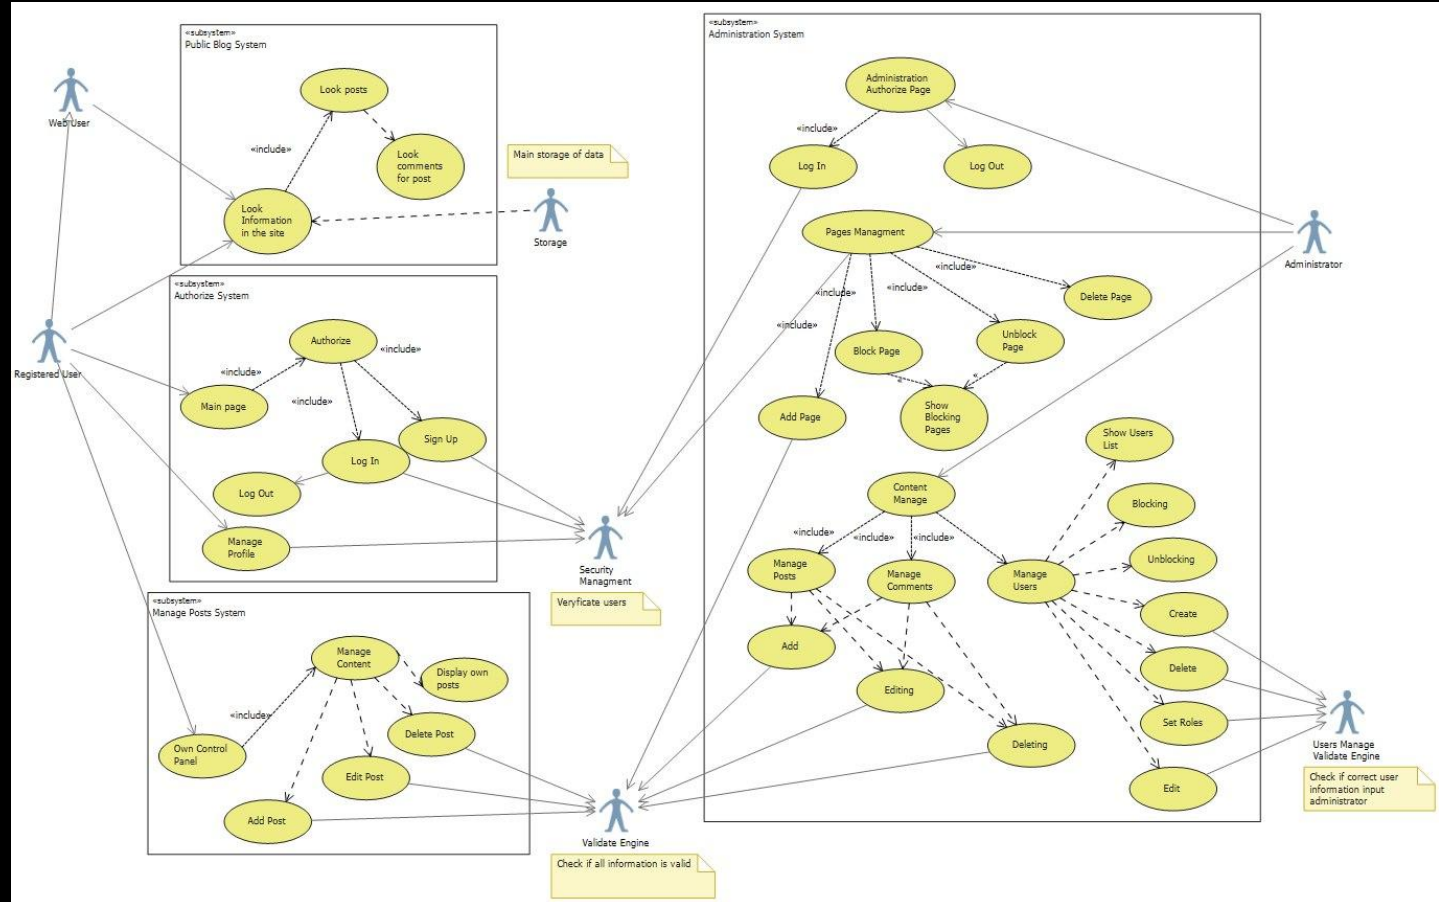 «subsystem»
Public Blog System
Look posts
«include»
Look
comments
for post
Look
Information
in the site
Web User
Main storage of data
Storage
«subsystem»
Authorize System
Authorize
«include»
«include»
«include»
Main page
Sign Up
Log In
Log Out
Manage
Profile
Registered User
Security
Managment
Veryficate users
«subsystem»
Manage Posts System
Manage
Content
Display own
posts
«include»
Delete Post
Own Control
Panel
Edit Post
Add Post
Validate Engine
Check if all information is valid
«subsystem»
Administration System
Administration
Authorize Page
«include»
Log In
Log Out
Pages Managment
«include»
«include»
«include»
«include»
Delete Page
Unblock
Page
Block Page
«
«
Add Page
Show
Blocking
Pages
Administrator
Show Users
List
Content
Manage
Blocking
«include»
«include»
«include»
Unblocking
Manage
Posts
Manage
Comments
Manage
Users
Create
Add
Delete
Editing
Set Roles
Deleting
Edit
Users Manage
Validate Engine
Check if correct user
information input
administrator